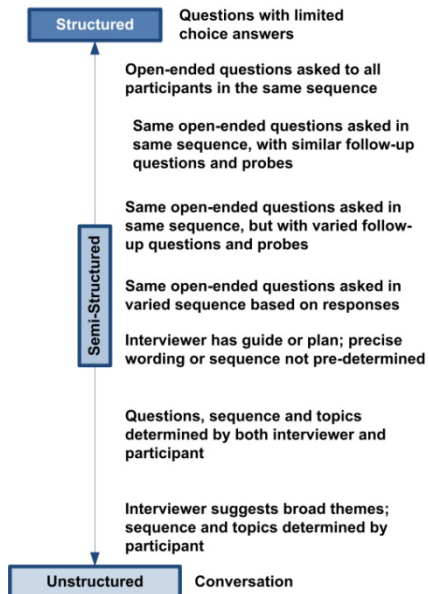 Structured
Questions with limited
choice answers
Open-ended questions asked to all
participants in the same sequence
Same open-ended questions asked in
same sequence, with similar follow-up
questions and probes
Same open-ended questions asked in
same sequence, but with varied follow-
up questions and probes
Semi-Structured
Same open-ended questions asked in
varied sequence based on responses
Interviewer has guide or plan; precise
wording or sequence not pre-determined
Questions, sequence and topics
determined by both interviewer and
participant
Interviewer suggests broad themes;
sequence and topics determined by
participant
Unstructured
Conversation